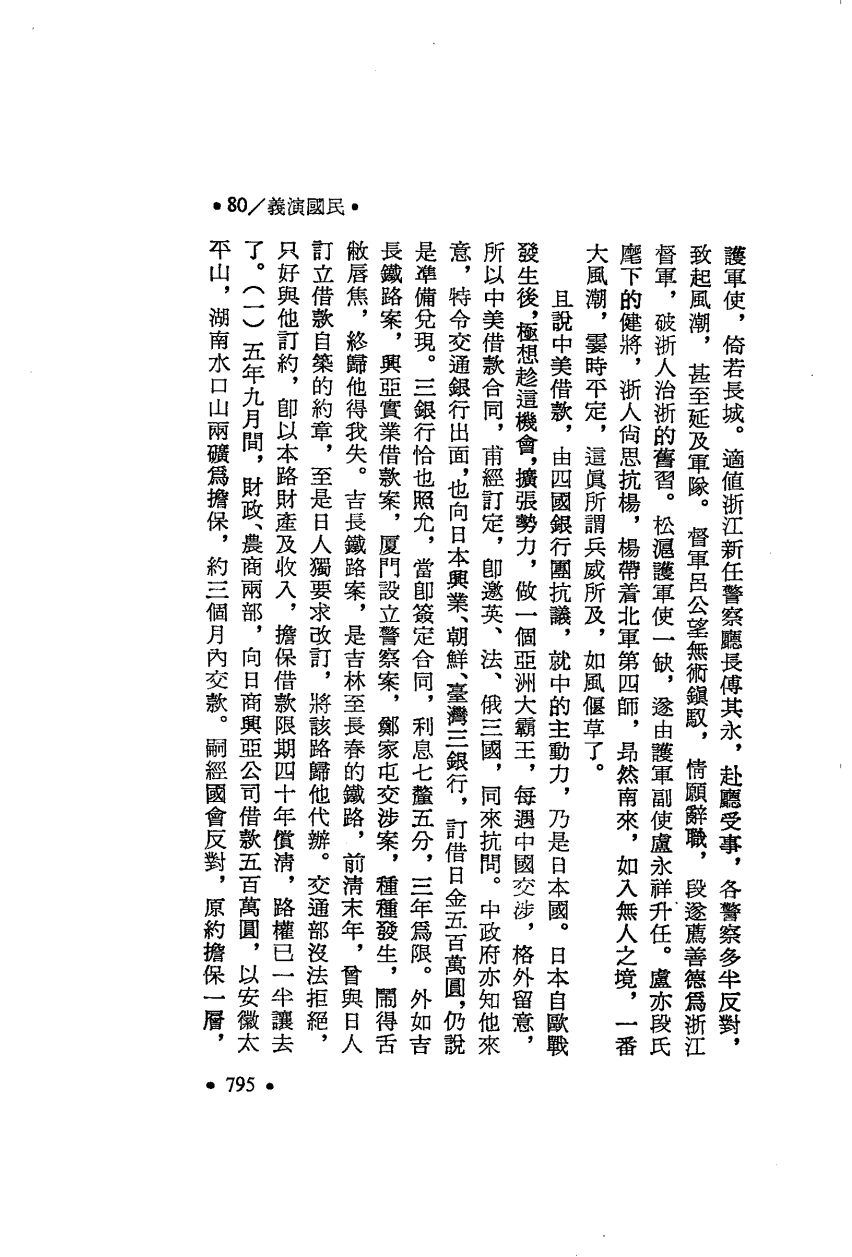 •80/義演國民•
護軍使，倚若長城。適值浙江新任警察廳長傅其永，赴廳受事，各警察多半反對，
致起風潮，甚至延及軍隊。督軍呂公望無術鎭馭，情願辭職，段遂薦善德爲浙江
督軍，破浙人治浙的舊習。松滬護軍使一缺，遂由護軍副使盧永祥升任。盧亦段氏
麾下的健將，浙人尙思抗楊，楊帶着北軍第四師，昂然南來，如入無人之境，一番
大風潮，霎時平定，這眞所謂兵威所及，如風偃草了。
且說中美借款，由四國銀行團抗議，就中的主動力，乃是日本國。日本自歐戰
發生後，極想趁這機會，擴張勢力，做一個亞洲大霸王，每遇中國交涉，格外留意，
所以中美借款合同，甫經訂定，卽邀英、法、俄三國，同來抗問。中政府亦知他來
意，特令交通銀行出面，也向日本興業、朝鮮、臺灣三銀行，訂借日金五百萬圓，仍說
是準備兌現。三銀行恰也照允，當卽簽定合同，利息七釐五分，三年爲限。外如吉
長鐵路案，興亞實業借款案，厦門設立警察案，鄭家屯交涉案，種種發生，鬧得舌
敝唇焦，終歸他得我失。吉長鐵路案，是吉林至長春的鐵路，前清末年，曾與日人
訂立借款自築的約章，至是日人獨要求改訂，將該路歸他代辦。交通部沒法拒絕，
只好與他訂約，卽以本路財產及收入，擔保借款限期四十年償清，路權已一半讓去
了。（一）五年九月間，財政、農商兩部，向日商興亞公司借款五百萬圓，以安徽太
平山，湖南水口山兩礦爲擔保，約三個月內交款。嗣經國會反對，原約擔保一層，
•795•